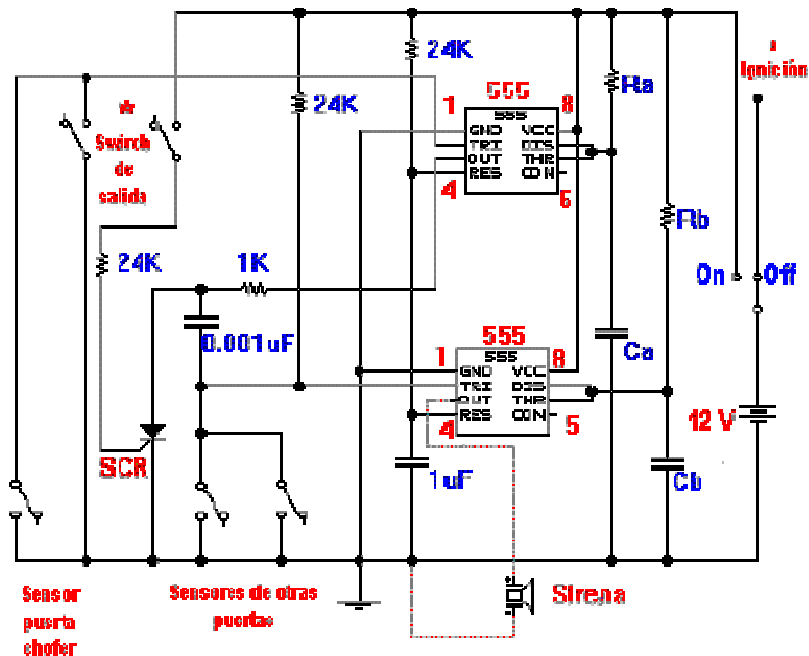 24K
Ra
a
Ignición
1
555
8
24K
555
GND
VCC
TRI
DIS
OUT
THR
RES
CON
Switch
de
salida
4
6
Rb
24K
1K
On
Off
0.001uF
1
555
8
555
GND
VCC
TRI
DIS
OUT
THR
RES
CON
Ca
4
5
12 V
SCR
1uF
Cb
Sensor
puerta
chofer
Sensores de otras
puertas
Sirena